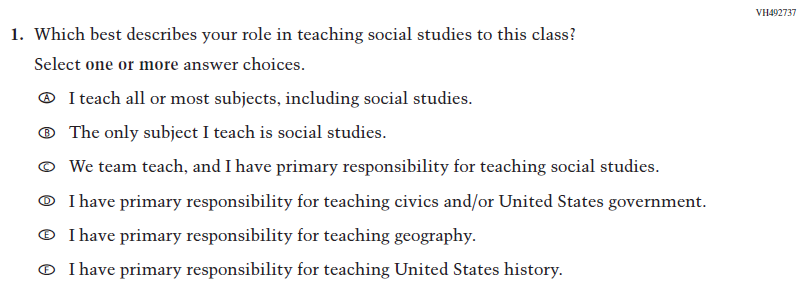 VH492737
1. Which best describes your role in teaching social studies to this class?
Select one or more answer choices.
Ⓐ I teach all or most subjects, including social studies.
Ⓑ The only subject I teach is social studies.
Ⓒ We team teach, and I have primary responsibility for teaching social studies.
Ⓓ I have primary responsibility for teaching civics and/or United States government.
Ⓔ I have primary responsibility for teaching geography.
Ⓕ I have primary responsibility for teaching United States history.